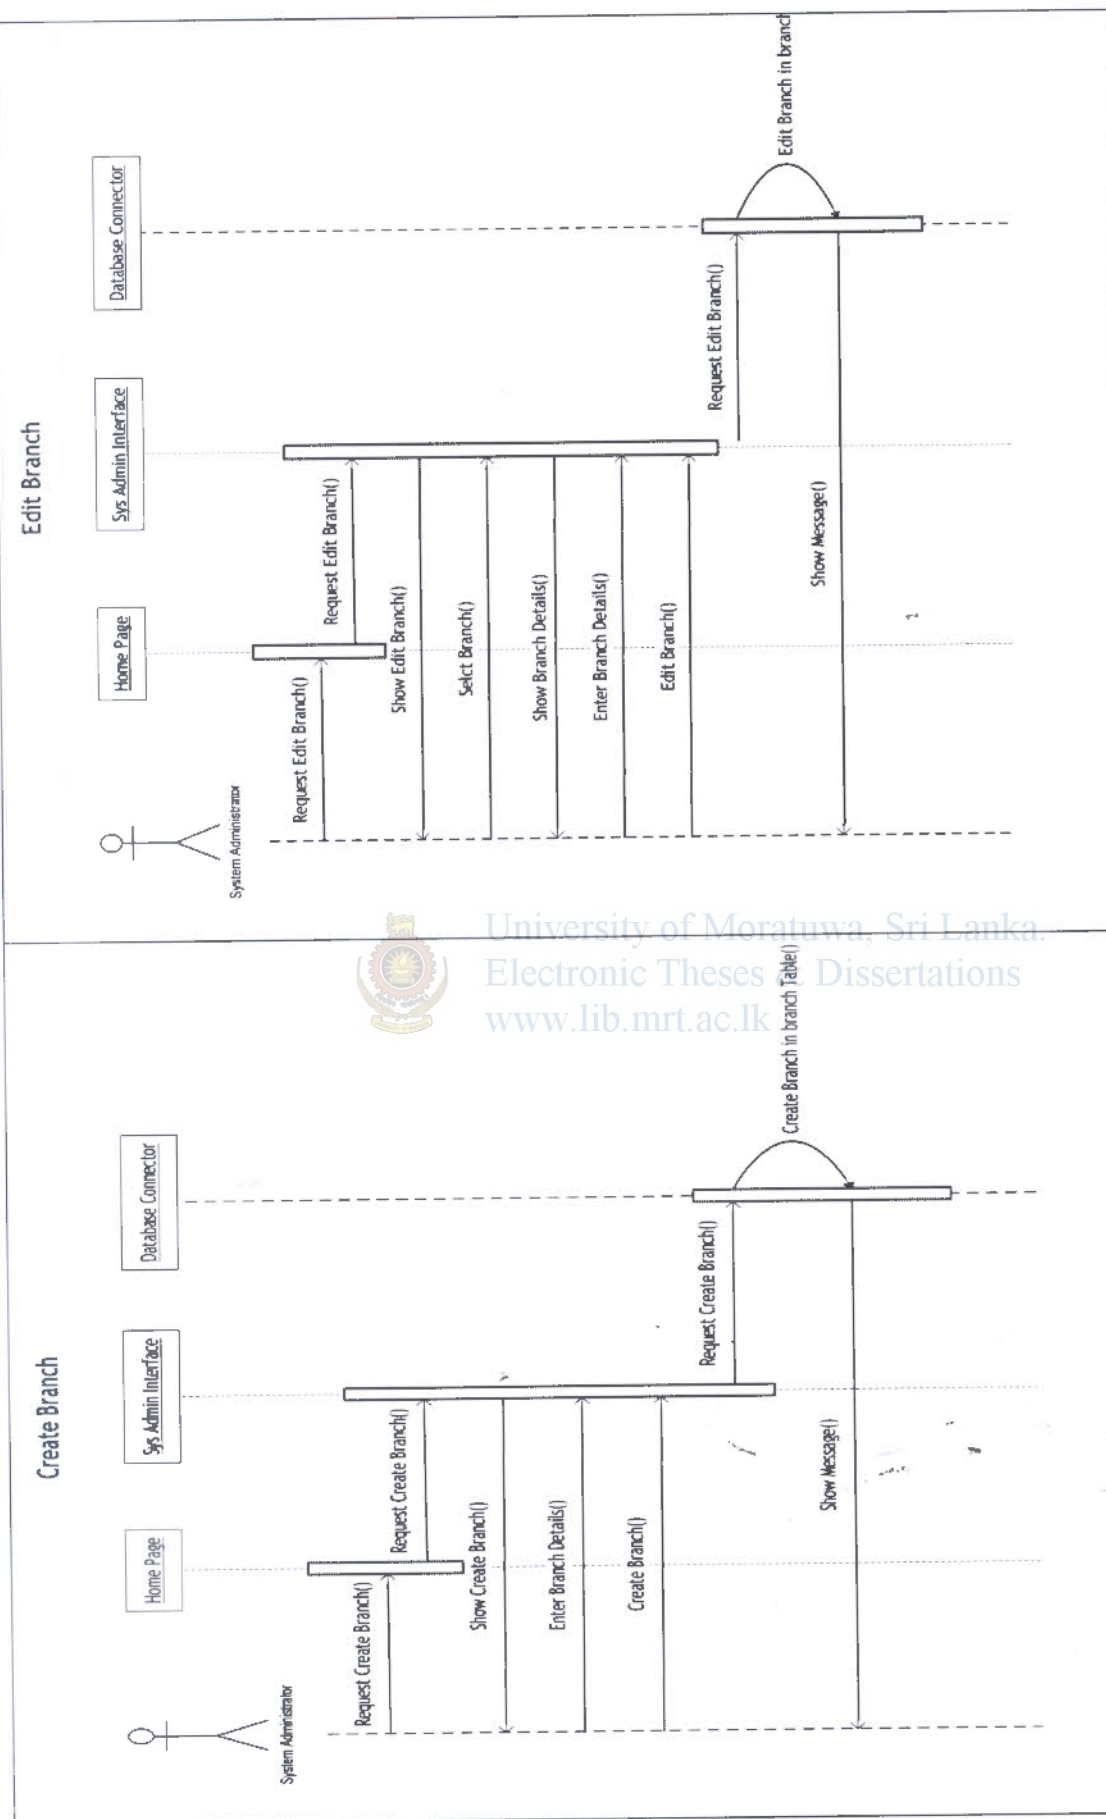 Create Branch
System Administrator
Home Page
Sys Admin Interface
Database Connector
Request Create Branch()
Request Create Branch()
Show Create Branch()
Enter Branch Details()
Create Branch()
Request Create Branch()
Create Branch in branch Table()
Show Message()
Edit Branch
System Administrator
Home Page
Sys Admin Interface
Database Connector
Request Edit Branch()
Request Edit Branch()
Show Edit Branch()
Selct Branch()
Show Branch Details()
Enter Branch Details()
Edit Branch()
Request Edit Branch()
Edit Branch in branch
Show Message()
University of Moratuwa, Sri Lanka.
Electronic Theses & Dissertations
www.lib.mrt.ac.lk